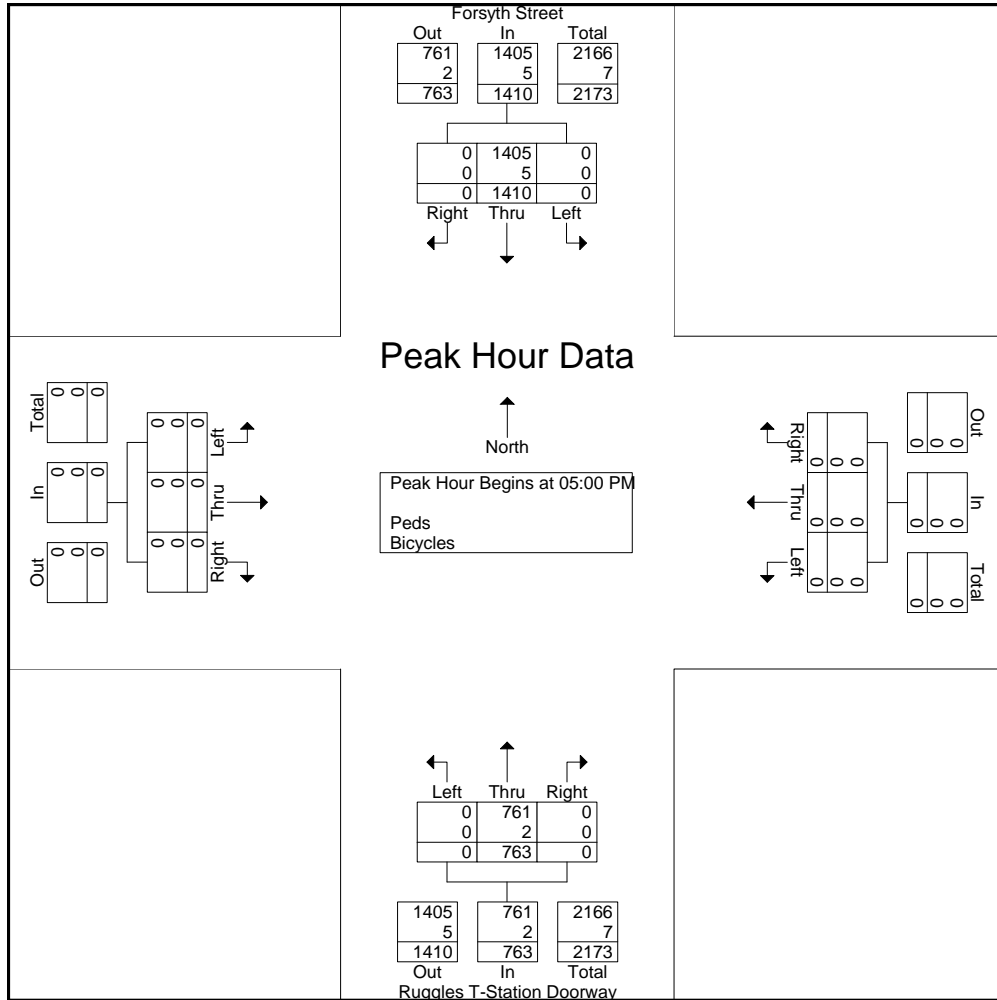 Forsyth Street
Out In Total
761 1405 2166
2 5 7
763 1410 2173
0 1405 0
0 5 0
0 1410 0
Right Thru Left
Peak Hour Data
North
Peak Hour Begins at 05:00 PM
Peds
Bicycles
Total
0 0 0
In
0 0 0
Out
0 0 0
Left
0 0 0
Thru
0 0 0
Right
0 0 0
Right
0 0 0
Thru
0 0 0
Left
0 0 0
Out
0 0 0
In
0 0 0
Total
0 0 0
Left Thru Right
0 761 0
0 2 0
0 763 0
1405 761 2166
5 2 7
1410 763 2173
Out In Total
Ruggles T-Station Doorway